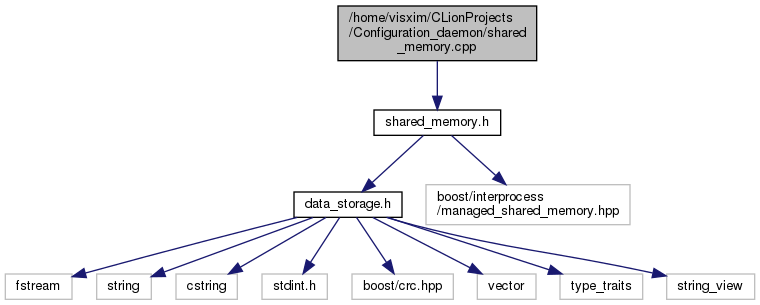 /home/visxim/CLionProjects
/Configuration_daemon/shared
_memory.cpp
shared_memory.h
data_storage.h
boost/interprocess
/managed_shared_memory.hpp
fstream
string
cstring
stdint.h
boost/crc.hpp
vector
type_traits
string_view